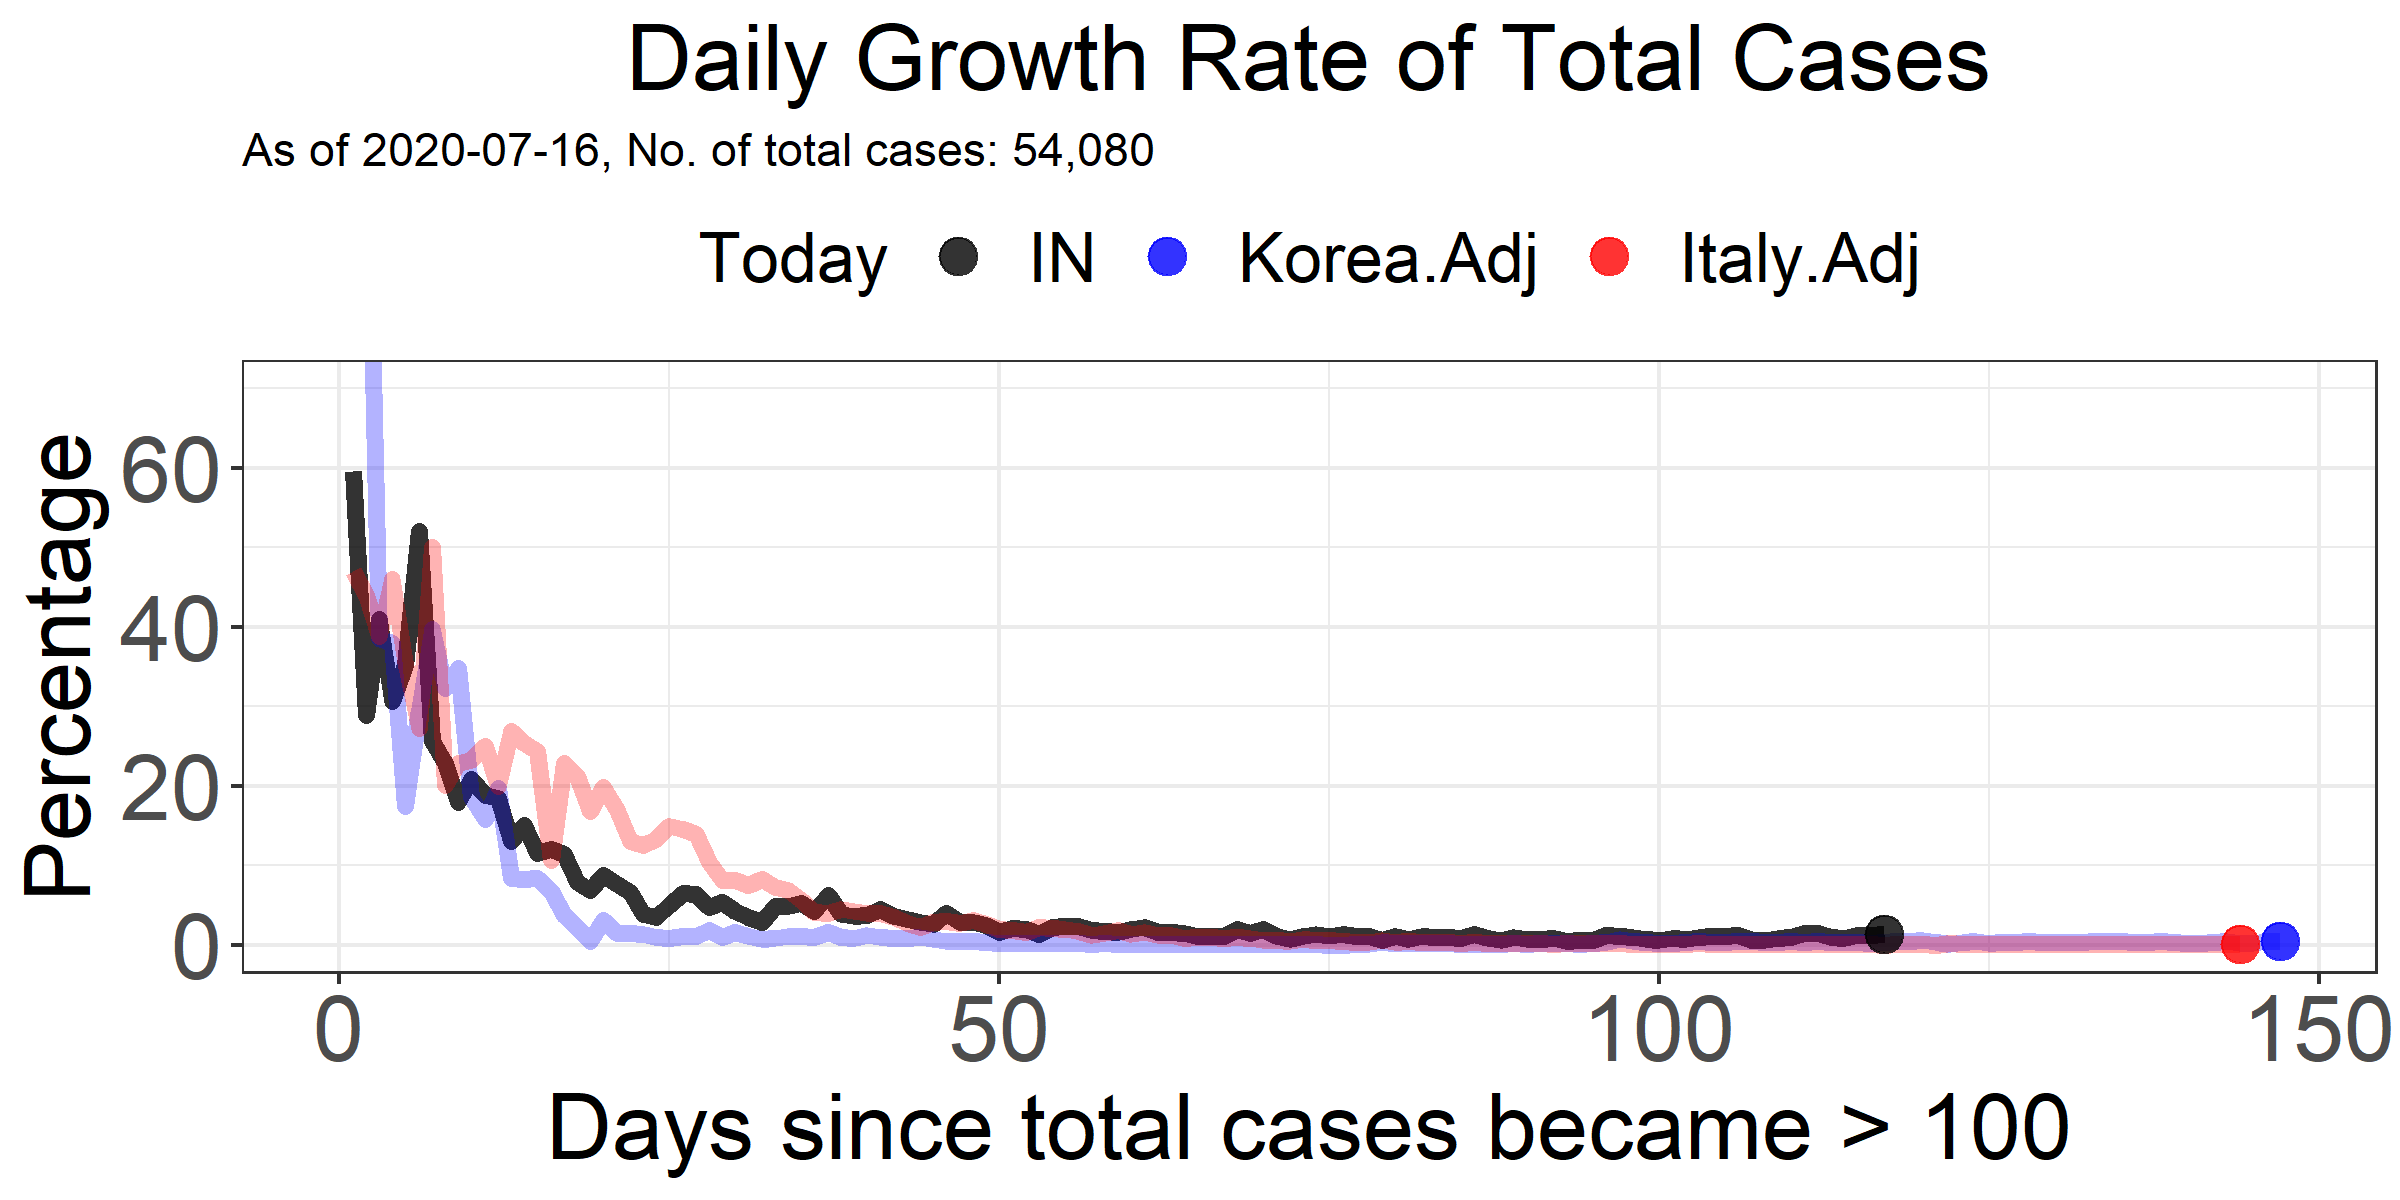 Daily Growth Rate of Total Cases
As of 2020-07-16, No. of total cases: 54,080
Today IN Korea.Adj Italy.Adj
Percentage
60
40
20
0
0 50 100 150
Days since total cases became > 100